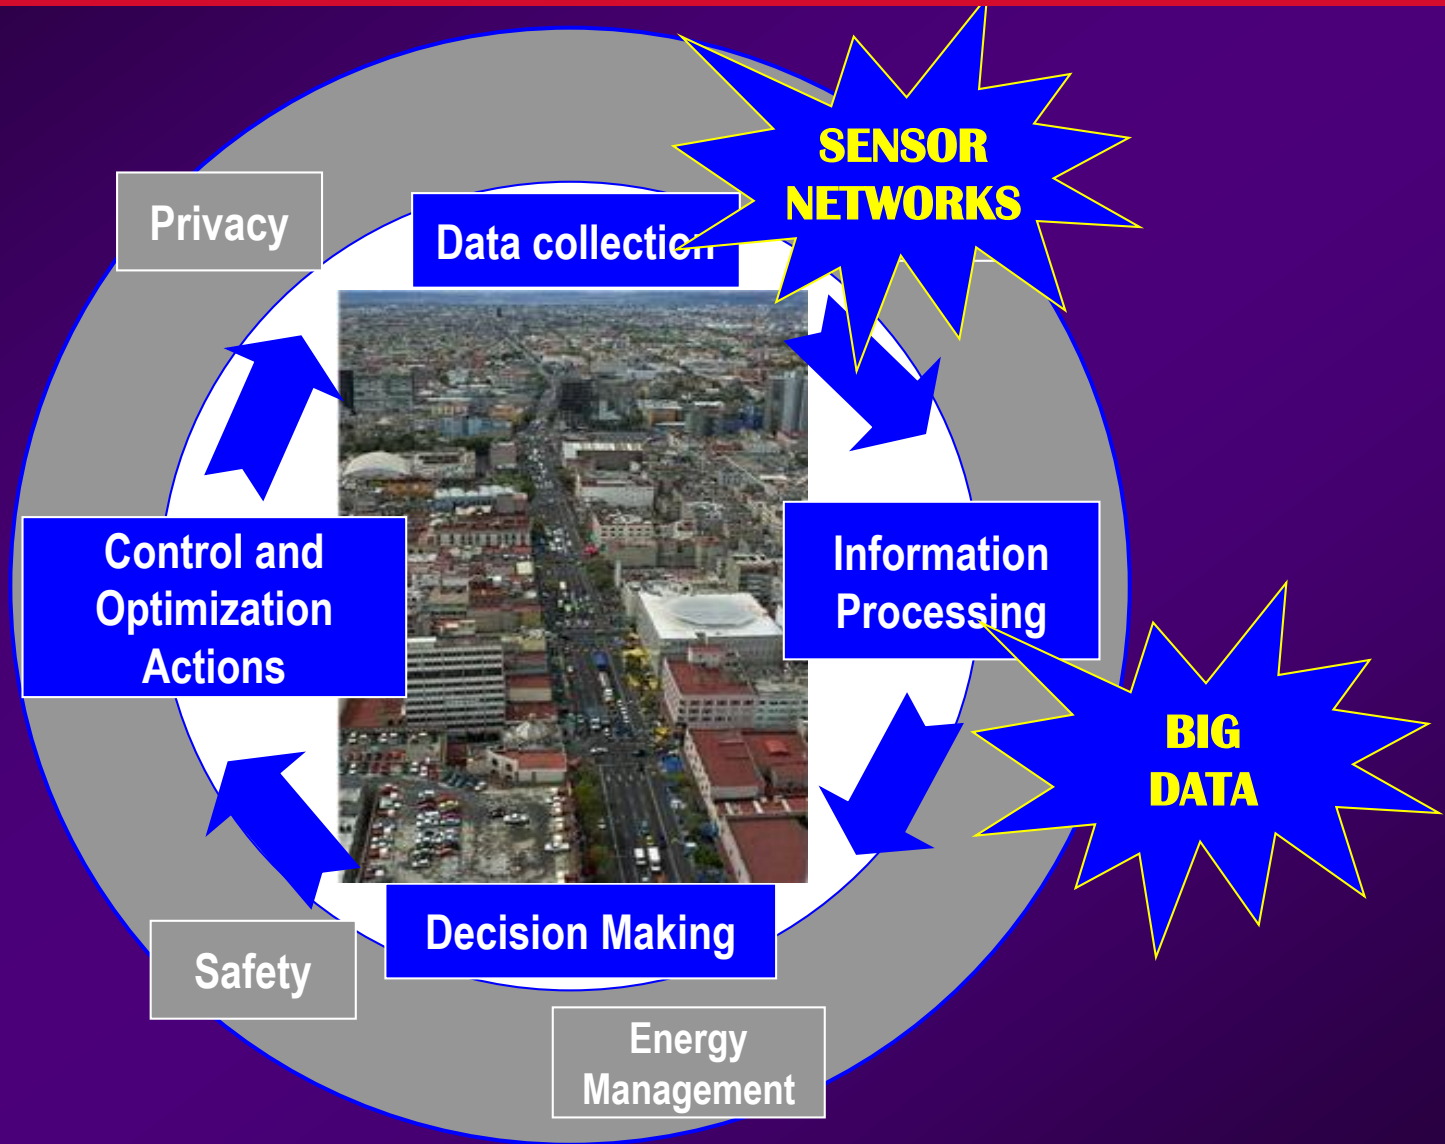 SENSOR
NETWORKS
Privacy
Data collection
Control and
Optimization
Actions
Information
Processing
BIG
DATA
Decision Making
Safety
Energy
Management